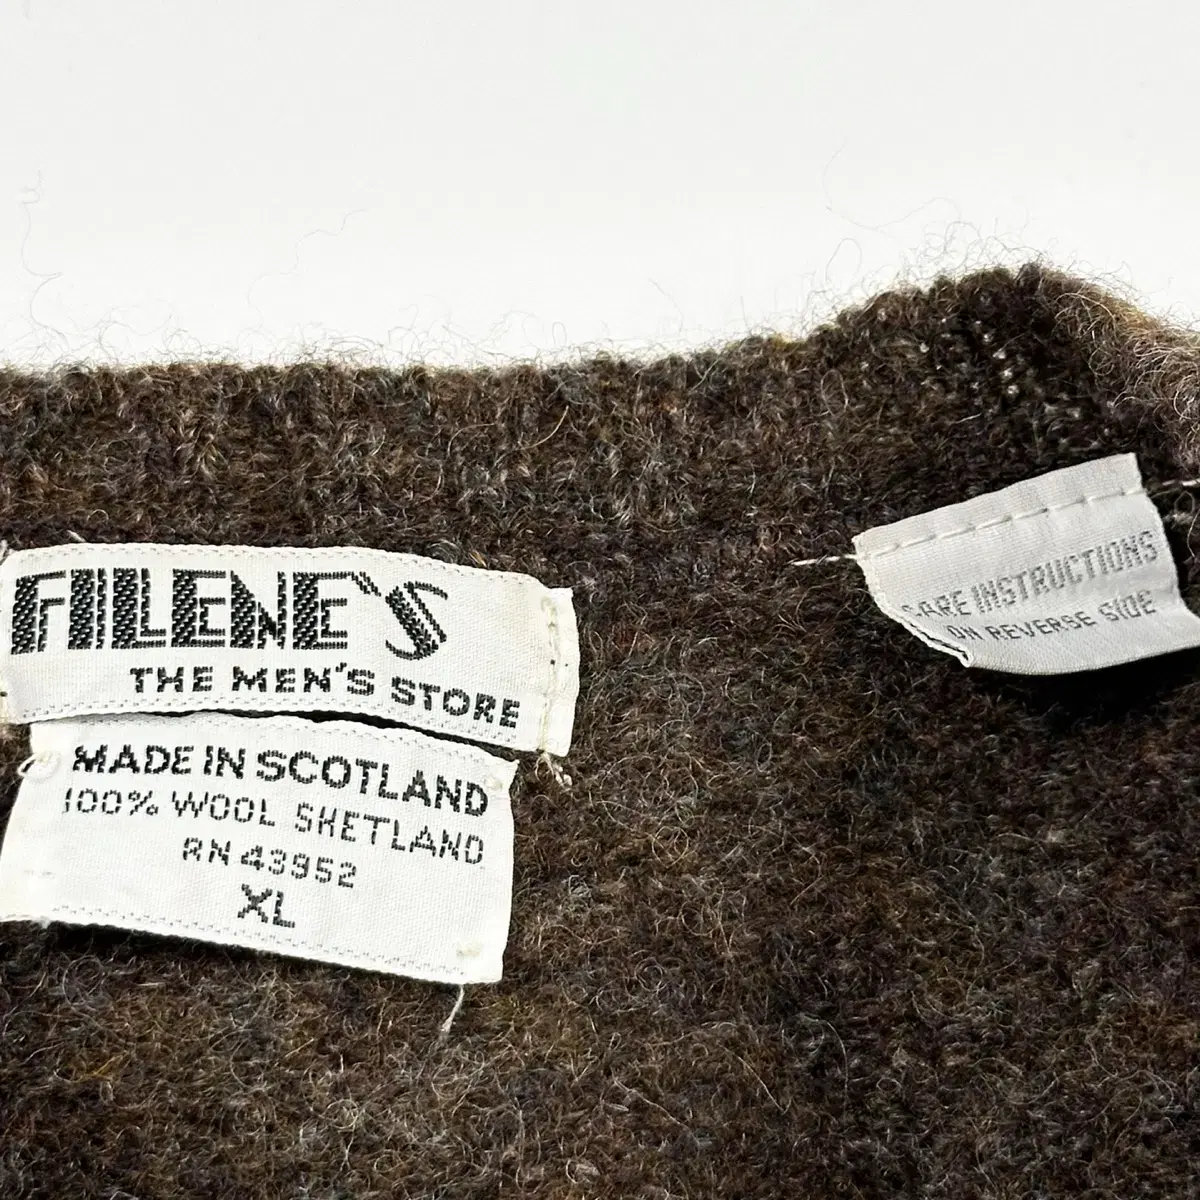 FILENE'S
THE MEN'S STORE
MADE IN SCOTLAND
100% WOOL SHETLAND
RN 43952
XL
CARE INSTRUCTIONS
ON REVERSE SIDE